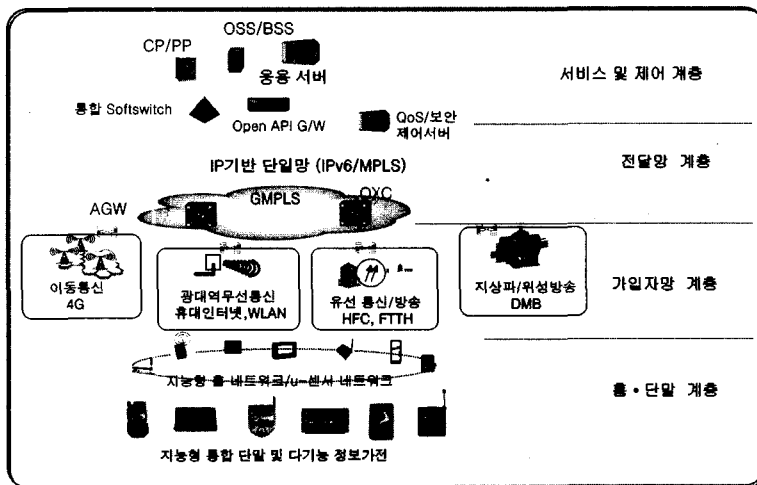 OSS/BSS
CP/PP
응용 서버
서비스 및 제어 계층
통합 Softswitch
Open API G/W
QoS/보안
제어서버
IP기반 단일망 (IPv6/MPLS)
전달망 계층
GMPLS
OXC
AGW
이동통신
4G
광대역무선통신
휴대인터넷,WLAN
유선 통신/방송
HFC, FTTH
지상파/위성방송
DMB
가입자망 계층
지능형 홈 네트워크/u-센서 네트워크
홈•단말 계층
지능형 통합 단말 및 다기능 정보가전